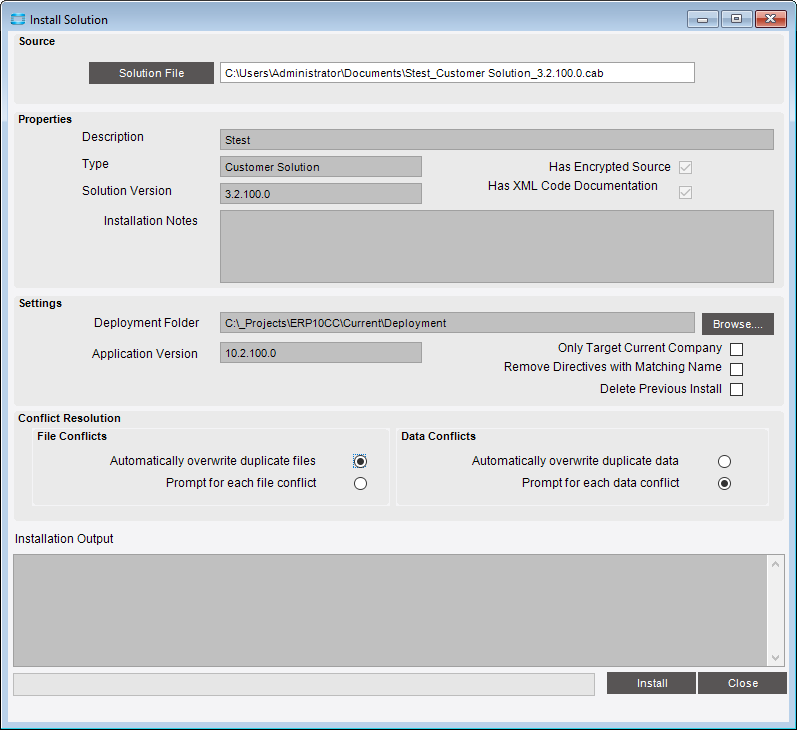 Install Solution
Source
Solution File
C:\Users\Administrator\Documents\Stest_Customer Solution_3.2.100.0.cab
Properties
Description
Stest
Type
Customer Solution
Has Encrypted Source
Solution Version
3.2.100.0
Has XML Code Documentation
Installation Notes
Settings
Deployment Folder
C:\_Projects\ERP10CC\Current\Deployment
Browse....
Application Version
10.2.100.0
Only Target Current Company
Remove Directives with Matching Name
Delete Previous Install
Conflict Resolution
File Conflicts
Automatically overwrite duplicate files
Prompt for each file conflict
Data Conflicts
Automatically overwrite duplicate data
Prompt for each data conflict
Installation Output
Install
Close